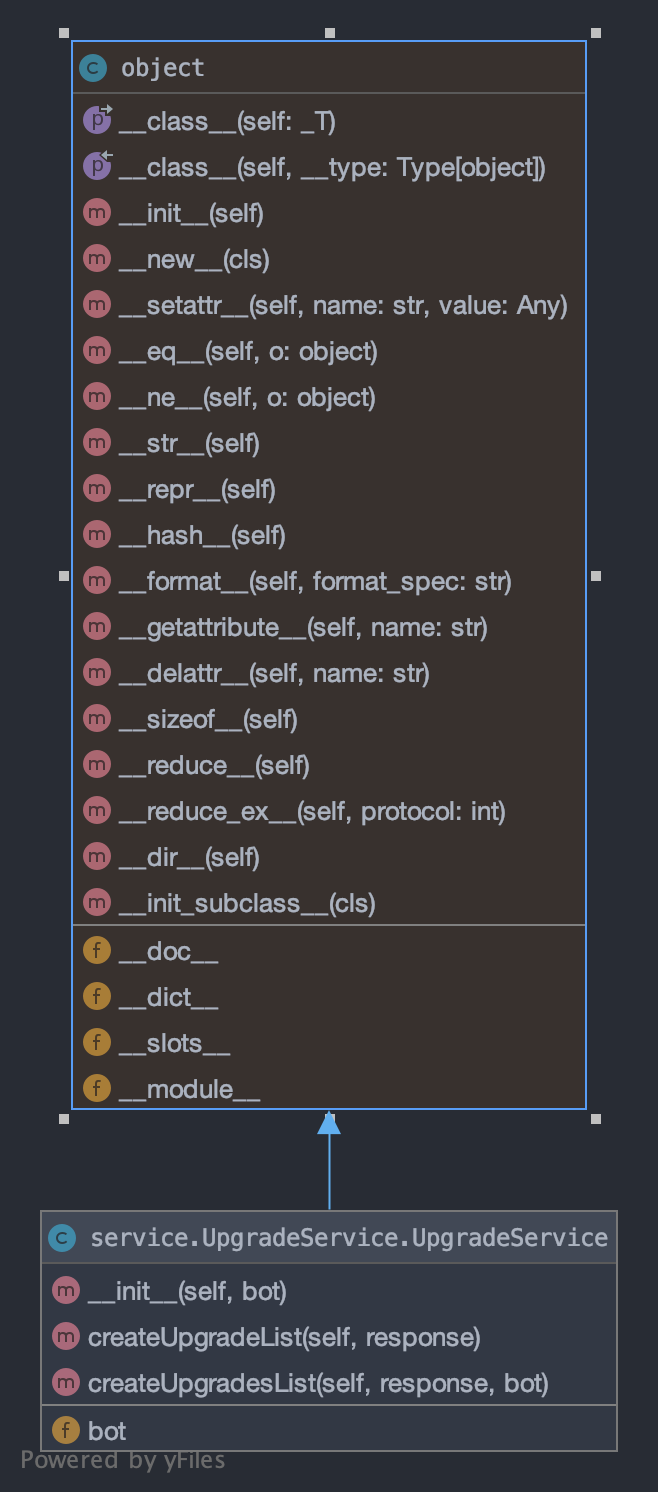 C object
p __class__(self: _T)
p __class__(self, __type: Type[object])
m __init__(self)
m __new__(cls)
m __setattr__(self, name: str, value: Any)
m __eq__(self, o: object)
m __ne__(self, o: object)
m __str__(self)
m __repr__(self)
m __hash__(self)
m __format__(self, format_spec: str)
m __getattribute__(self, name: str)
m __delattr__(self, name: str)
m __sizeof__(self)
m __reduce__(self)
m __reduce_ex__(self, protocol: int)
m __dir__(self)
m __init_subclass__(cls)
f __doc__
f __dict__
f __slots__
f __module__
C service.UpgradeService.UpgradeService
m __init__(self, bot)
m createUpgradeList(self, response)
m createUpgradesList(self, response, bot)
f bot
Powered by yFiles